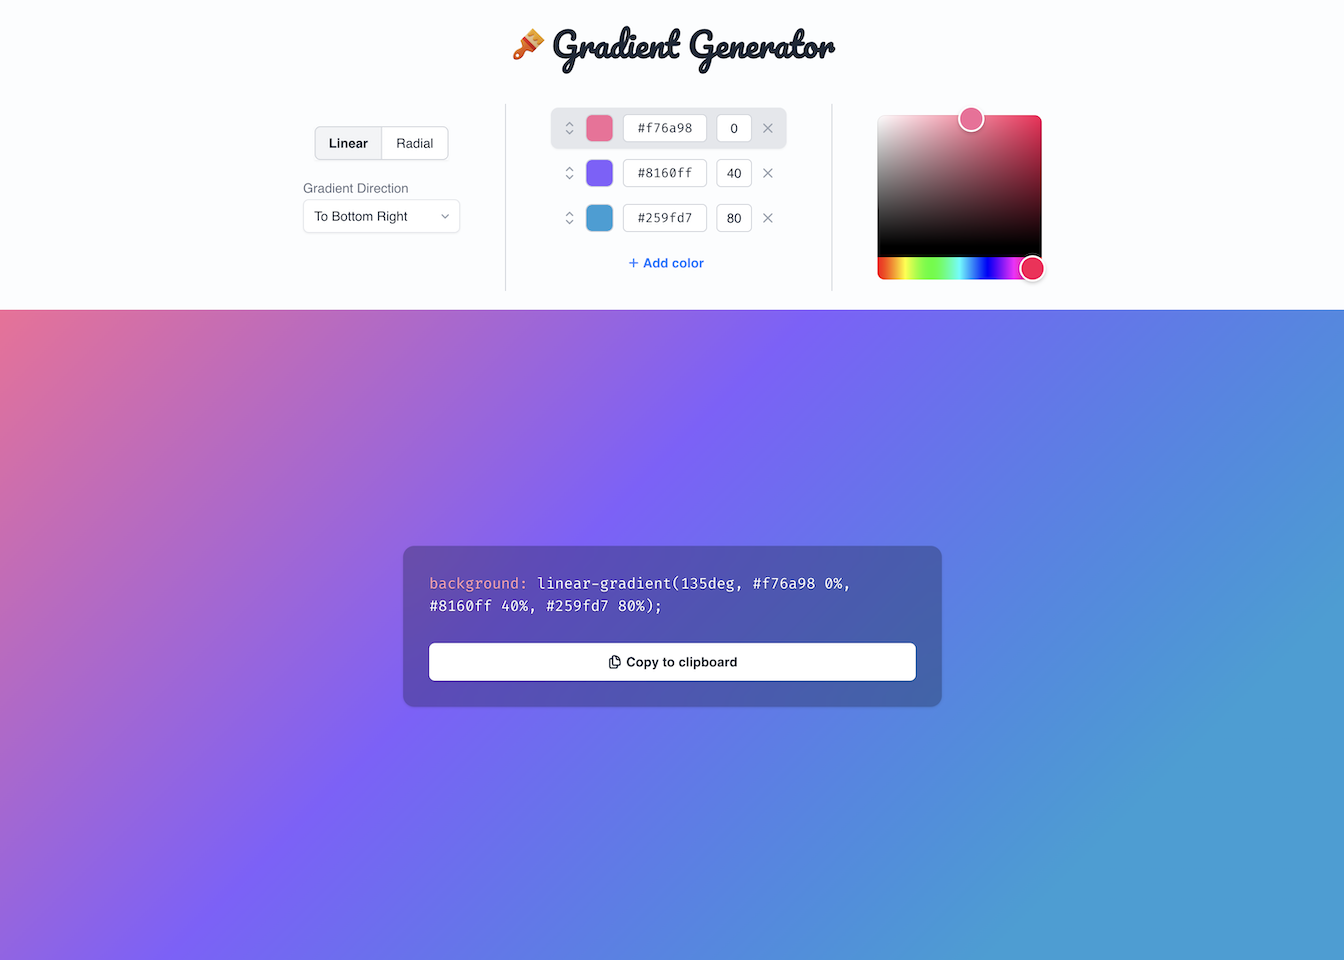 Gradient Generator
Linear Radial
Gradient Direction
To Bottom Right
#f76a98 0
#8160ff 40
#259fd7 80
+ Add color
background: linear-gradient(135deg, #f76a98 0%,
#8160ff 40%, #259fd7 80%);
Copy to clipboard